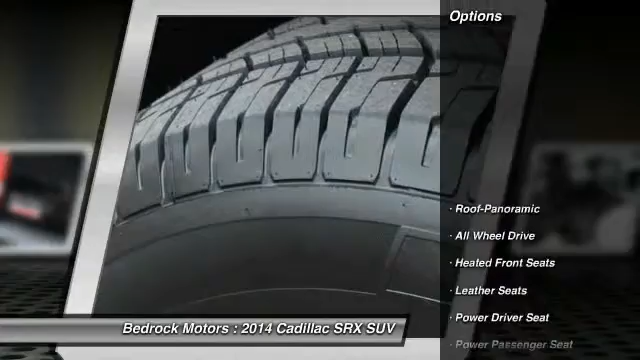 Options
· Roof-Panoramic
· All Wheel Drive
· Heated Front Seats
· Leather Seats
· Power Driver Seat
· Power Passenger Seat
Bedrock Motors : 2014 Cadillac SRX SUV